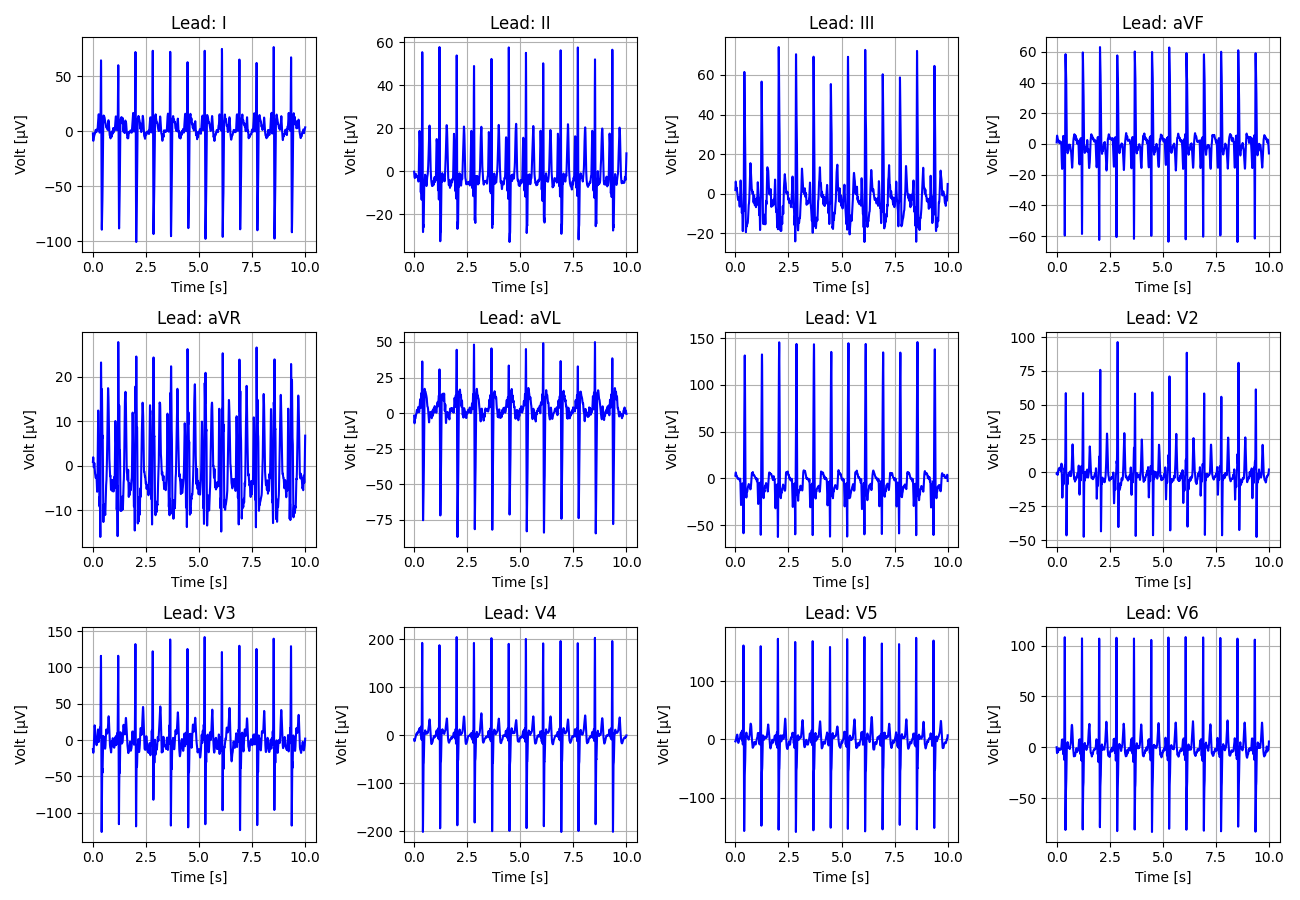 Lead: I
Lead: II
Lead: III
Lead: aVF
Volt [µV]
50
0
−50
−100
0.0 2.5 5.0 7.5 10.0
Time [s]
Volt [µV]
60
40
20
0
−20
0.0 2.5 5.0 7.5 10.0
Time [s]
Volt [µV]
60
40
20
0
−20
0.0 2.5 5.0 7.5 10.0
Time [s]
Volt [µV]
60
40
20
0
−20
−40
−60
0.0 2.5 5.0 7.5 10.0
Time [s]
Lead: aVR
Lead: aVL
Lead: V1
Lead: V2
Volt [µV]
20
10
0
−10
0.0 2.5 5.0 7.5 10.0
Time [s]
Volt [µV]
50
25
0
−25
−50
−75
0.0 2.5 5.0 7.5 10.0
Time [s]
Volt [µV]
150
100
50
0
−50
0.0 2.5 5.0 7.5 10.0
Time [s]
Volt [µV]
100
75
50
25
0
−25
−50
0.0 2.5 5.0 7.5 10.0
Time [s]
Lead: V3
Lead: V4
Lead: V5
Lead: V6
Volt [µV]
150
100
50
0
−50
−100
0.0 2.5 5.0 7.5 10.0
Time [s]
Volt [µV]
200
100
0
−100
−200
0.0 2.5 5.0 7.5 10.0
Time [s]
Volt [µV]
100
0
−100
0.0 2.5 5.0 7.5 10.0
Time [s]
Volt [µV]
100
50
0
−50
0.0 2.5 5.0 7.5 10.0
Time [s]